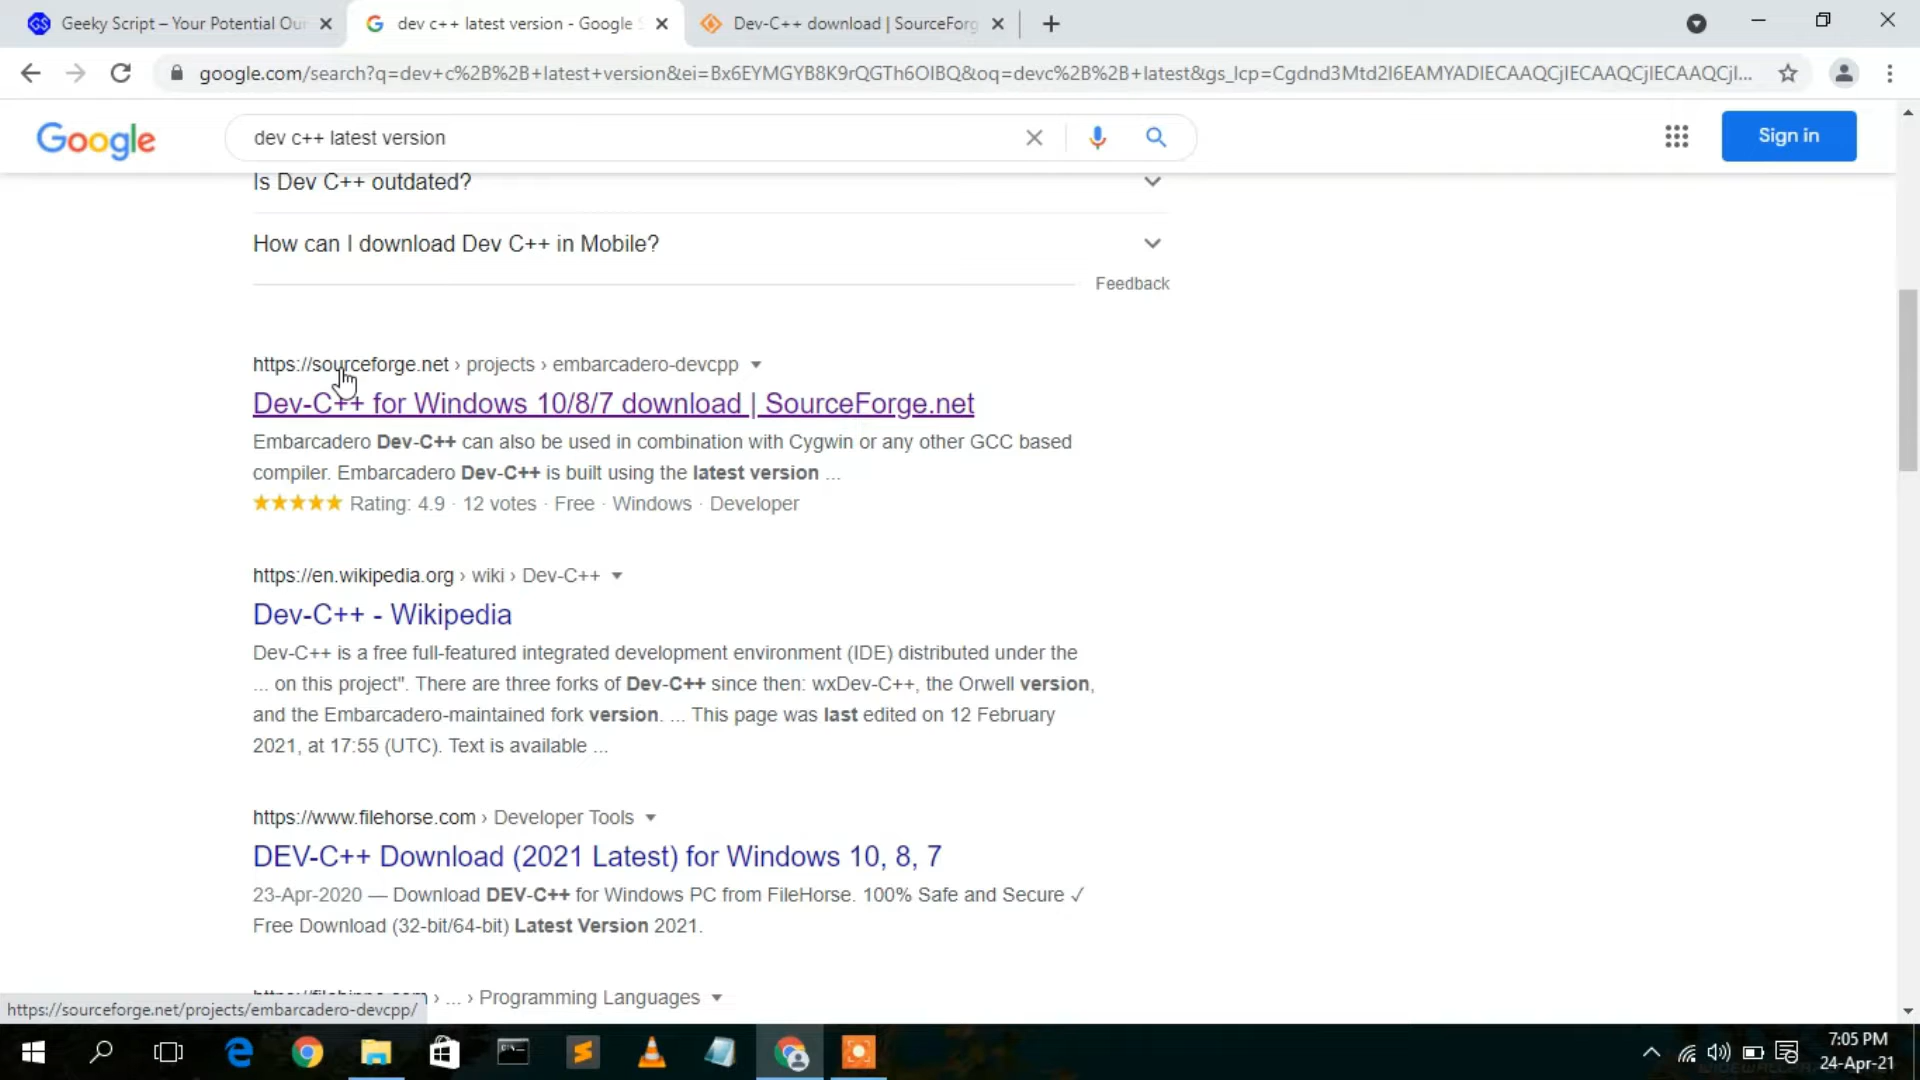 Geeky Script – Your Potential Our
dev c++ latest version - Google S
Dev-C++ download | SourceForg
google.com/search?q=dev+c%2B%2B+latest+version&ei=Bx6EYMGYB8K9rQGTh6OIBQ&oq=devc%2B%2B+latest&gs_lcp=Cgdnd3Mtd2l6EAMYADIECAAQCjIECAAQCjIECAAQCjI...
Google
dev c++ latest version
Sign in
Is Dev C++ outdated?
How can I download Dev C++ in Mobile?
Feedback
https://sourceforge.net › projects › embarcadero-devcpp
Dev-C++ for Windows 10/8/7 download | SourceForge.net
Embarcadero Dev-C++ can also be used in combination with Cygwin or any other GCC based
compiler. Embarcadero Dev-C++ is built using the latest version ...
Rating: 4.9 · 12 votes · Free · Windows · Developer
https://en.wikipedia.org › wiki › Dev-C++
Dev-C++ - Wikipedia
Dev-C++ is a free full-featured integrated development environment (IDE) distributed under the
... on this project". There are three forks of Dev-C++ since then: wxDev-C++, the Orwell version,
and the Embarcadero-maintained fork version. ... This page was last edited on 12 February
2021, at 17:55 (UTC). Text is available ...
https://www.filehorse.com › Developer Tools
DEV-C++ Download (2021 Latest) for Windows 10, 8, 7
23-Apr-2020 — Download DEV-C++ for Windows PC from FileHorse. 100% Safe and Secure ✓
Free Download (32-bit/64-bit) Latest Version 2021.
› ... › Programming Languages
https://sourceforge.net/projects/embarcadero-devcpp/
7:05 PM
24-Apr-21